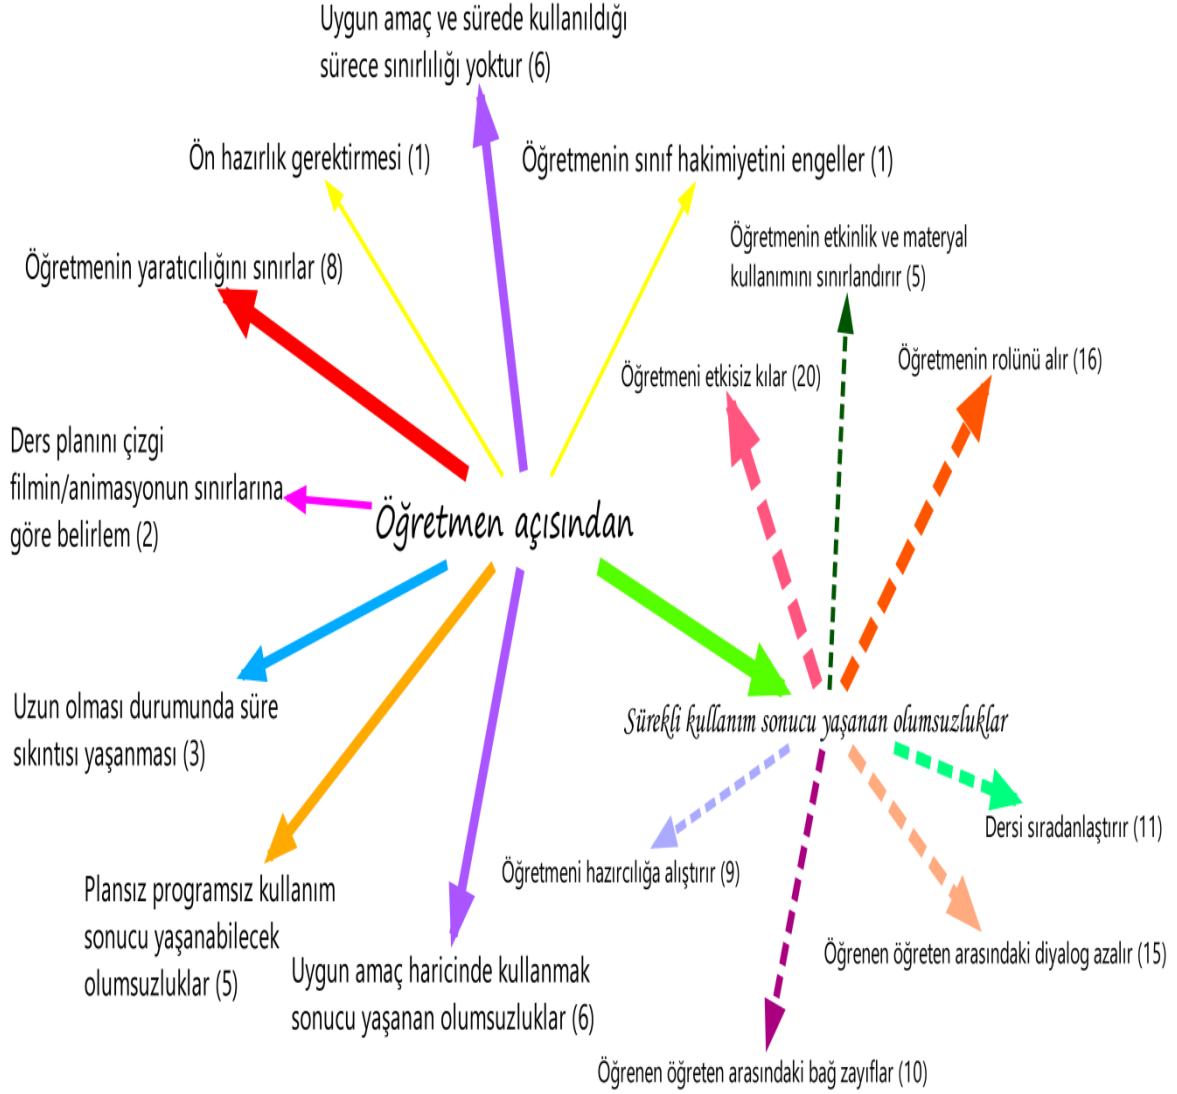 Uygun amaç ve sürede kullanıldığı
sürece sınırlılığı yoktur (6)
Ön hazırlık gerektirmesi (1)
Öğretmenin sınıf hakimiyetini engeller (1)
Öğretmenin yaratıcılığını sınırlar (8)
Öğretmenin etkinlik ve materyal
kullanımını sınırlandırır (5)
Öğretmeni etkisiz kılar (20)
Öğretmenin rolünü alır (16)
Ders planını çizgi
filmin/animasyonun sınırlarına
göre belirlem (2)
Öğretmen açısından
Uzun olması durumunda süre
sıkıntısı yaşanması (3)
Sürekli kullanım sonucu yaşanan olumsuzluklar
Dersi sıradanlaştırır (11)
Öğretmeni hazırcılığa alıştırır (9)
Plansız programsız kullanım
sonucu yaşanabilecek
olumsuzluklar (5)
Öğrenen öğreten arasındaki diyalog azalır (15)
Uygun amaç haricinde kullanmak
sonucu yaşanan olumsuzluklar (6)
Öğrenen öğreten arasındaki bağ zayıflar (10)